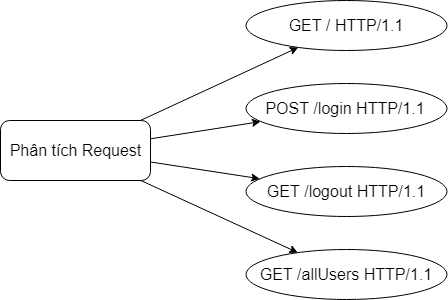 GET / HTTP/1.1
POST /login HTTP/1.1
Phân tích Request
GET /logout HTTP/1.1
GET /allUsers HTTP/1.1